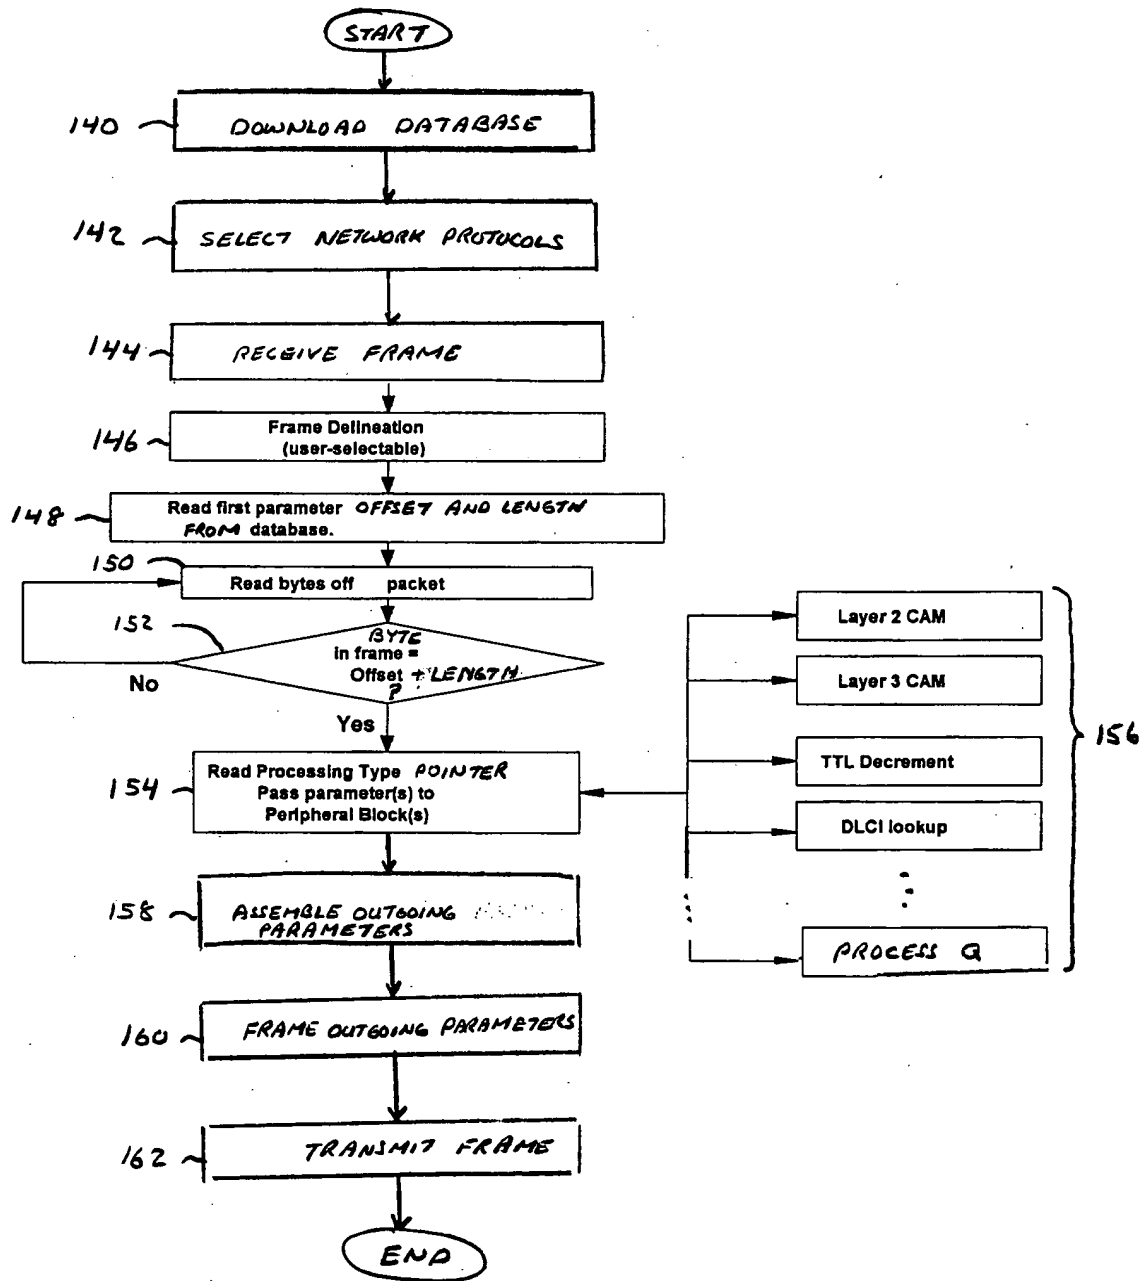 START
140
DOWNLOAD DATABASE
142
SELECT NETWORK PROTOCOLS
144
RECEIVE FRAME
146
Frame Delineation
(user-selectable)
148
Read first parameter OFFSET AND LENGTH
FROM database.
150
Read bytes off packet
152
BYTE
in frame =
Offset + LENGTH
?
No
Yes
154
Read Processing Type POINTER
Pass parameter(s) to
Peripheral Block(s)
Layer 2 CAM
Layer 3 CAM
TTL Decrement
DLCI lookup
PROCESS Q
156
158
ASSEMBLE OUTGOING
PARAMETERS
160
FRAME OUTGOING PARAMETERS
162
TRANSMIT FRAME
END